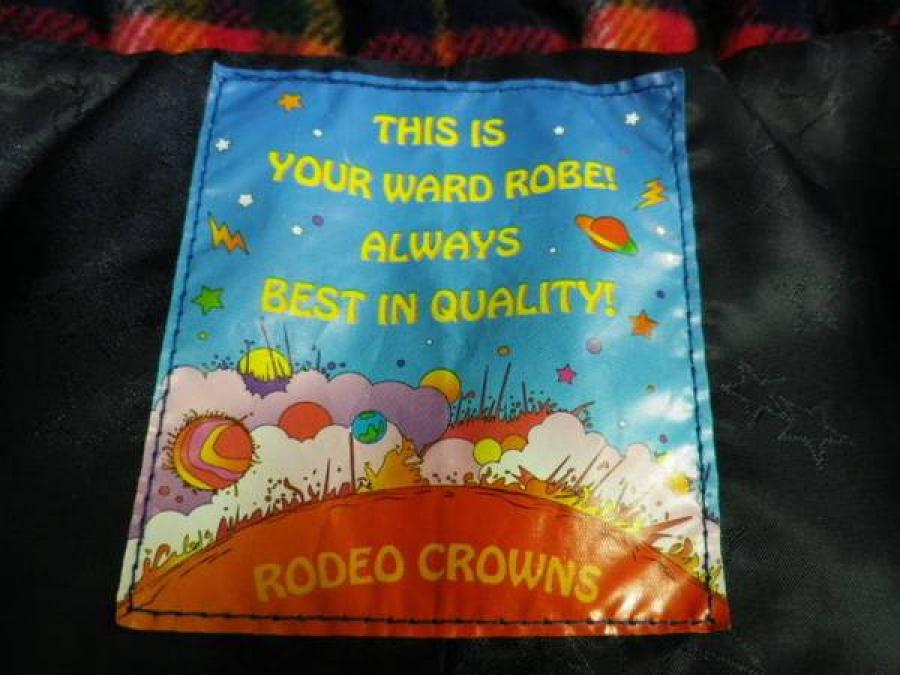 THIS IS
YOUR WARD ROBE!
ALWAYS
BEST IN QUALITY!
RODEO CROWNS